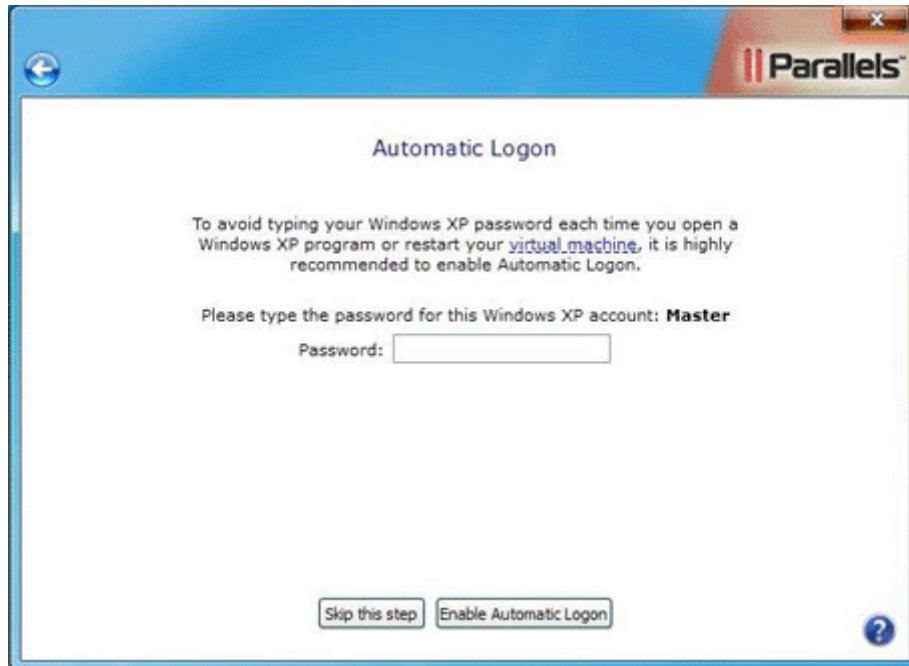 Parallels™
Automatic Logon
To avoid typing your Windows XP password each time you open a
Windows XP program or restart your virtual machine, it is highly
recommended to enable Automatic Logon.
Please type the password for this Windows XP account: Master
Password:
Skip this step Enable Automatic Logon
?